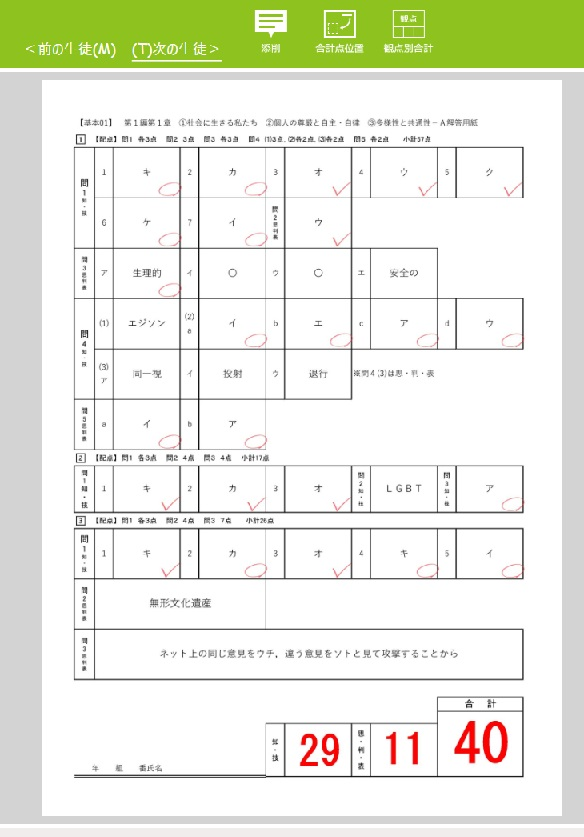 ＜前の生徒(M)　(T)次の生徒＞
添削　合計点位置　観点　観点別合計
【基本01】　第１編第１章　①社会に生きる私たち　②個人の尊厳と自主・自律　③多様性と共通性－Ａ解答用紙
1 【配点】問1 各3点　問2 3点　問3 各3点　問4 (1)3点, (2)各2点, (3)各2点　問5 各2点　小計57点
問1 知・技　1 キ　2 カ　3 オ　4 ウ　5 ク
6 ケ　7 イ　問2 思判表　ウ
問3 思判表　ア 生理的　イ 〇　ウ 〇　エ 安全の
問4 知・技　(1) エジソン　(2) a イ　b エ　c ア　d ウ
(3) ア 同一視　イ 投射　ウ 退行　※問4(3)は思・判・表
問5 思判表　a イ　b ア
2 【配点】問1 各3点　問2 4点　問3 4点　小計17点
問1 知・技　1 キ　2 カ　3 オ　問2 知・技　ＬＧＢＴ　問3 知・技　ア
3 【配点】問1 各3点　問2 4点　問3 7点　小計26点
問1 思判表　1 キ　2 カ　3 オ　4 キ　5 イ
問2 思判表　無形文化遺産
問3 思判表　ネット上の同じ意見をウチ，違う意見をソトと見て攻撃することから
合　計
知・技　29　思・判・表　11　40
年　組　番氏名